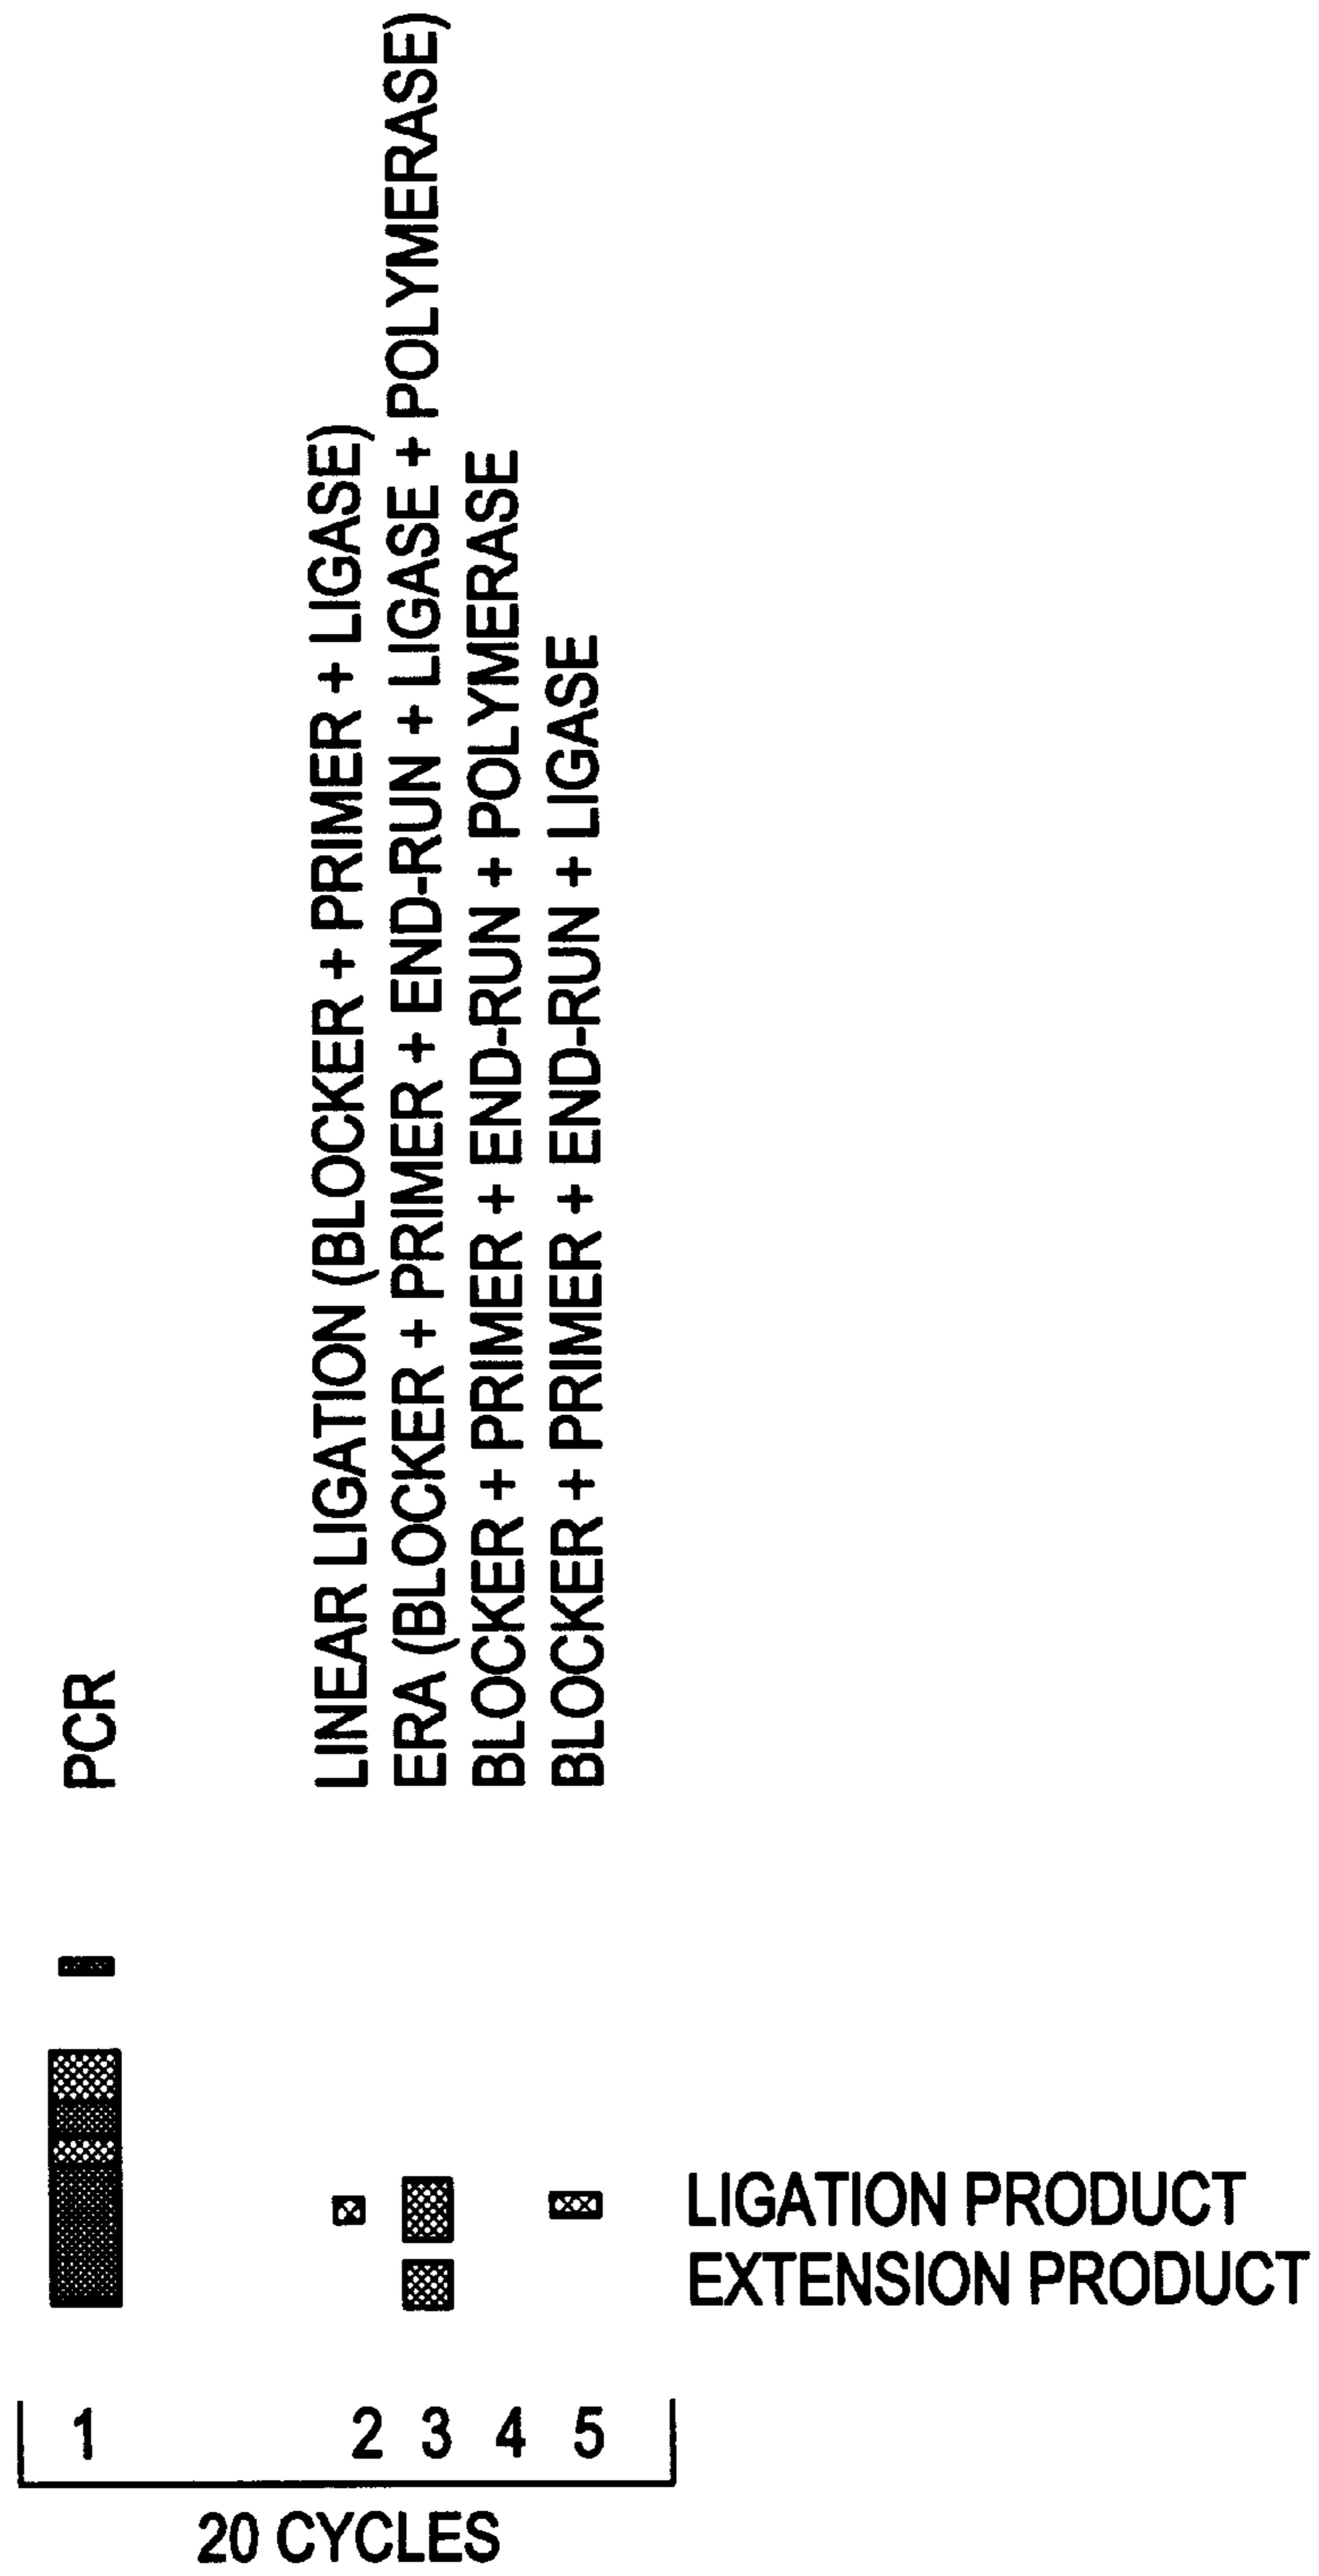 PCR
LINEAR LIGATION (BLOCKER + PRIMER + LIGASE)
ERA (BLOCKER + PRIMER + END-RUN + LIGASE + POLYMERASE)
BLOCKER + PRIMER + END-RUN + POLYMERASE
BLOCKER + PRIMER + END-RUN + LIGASE
LIGATION PRODUCT
EXTENSION PRODUCT
1 2 3 4 5
20 CYCLES